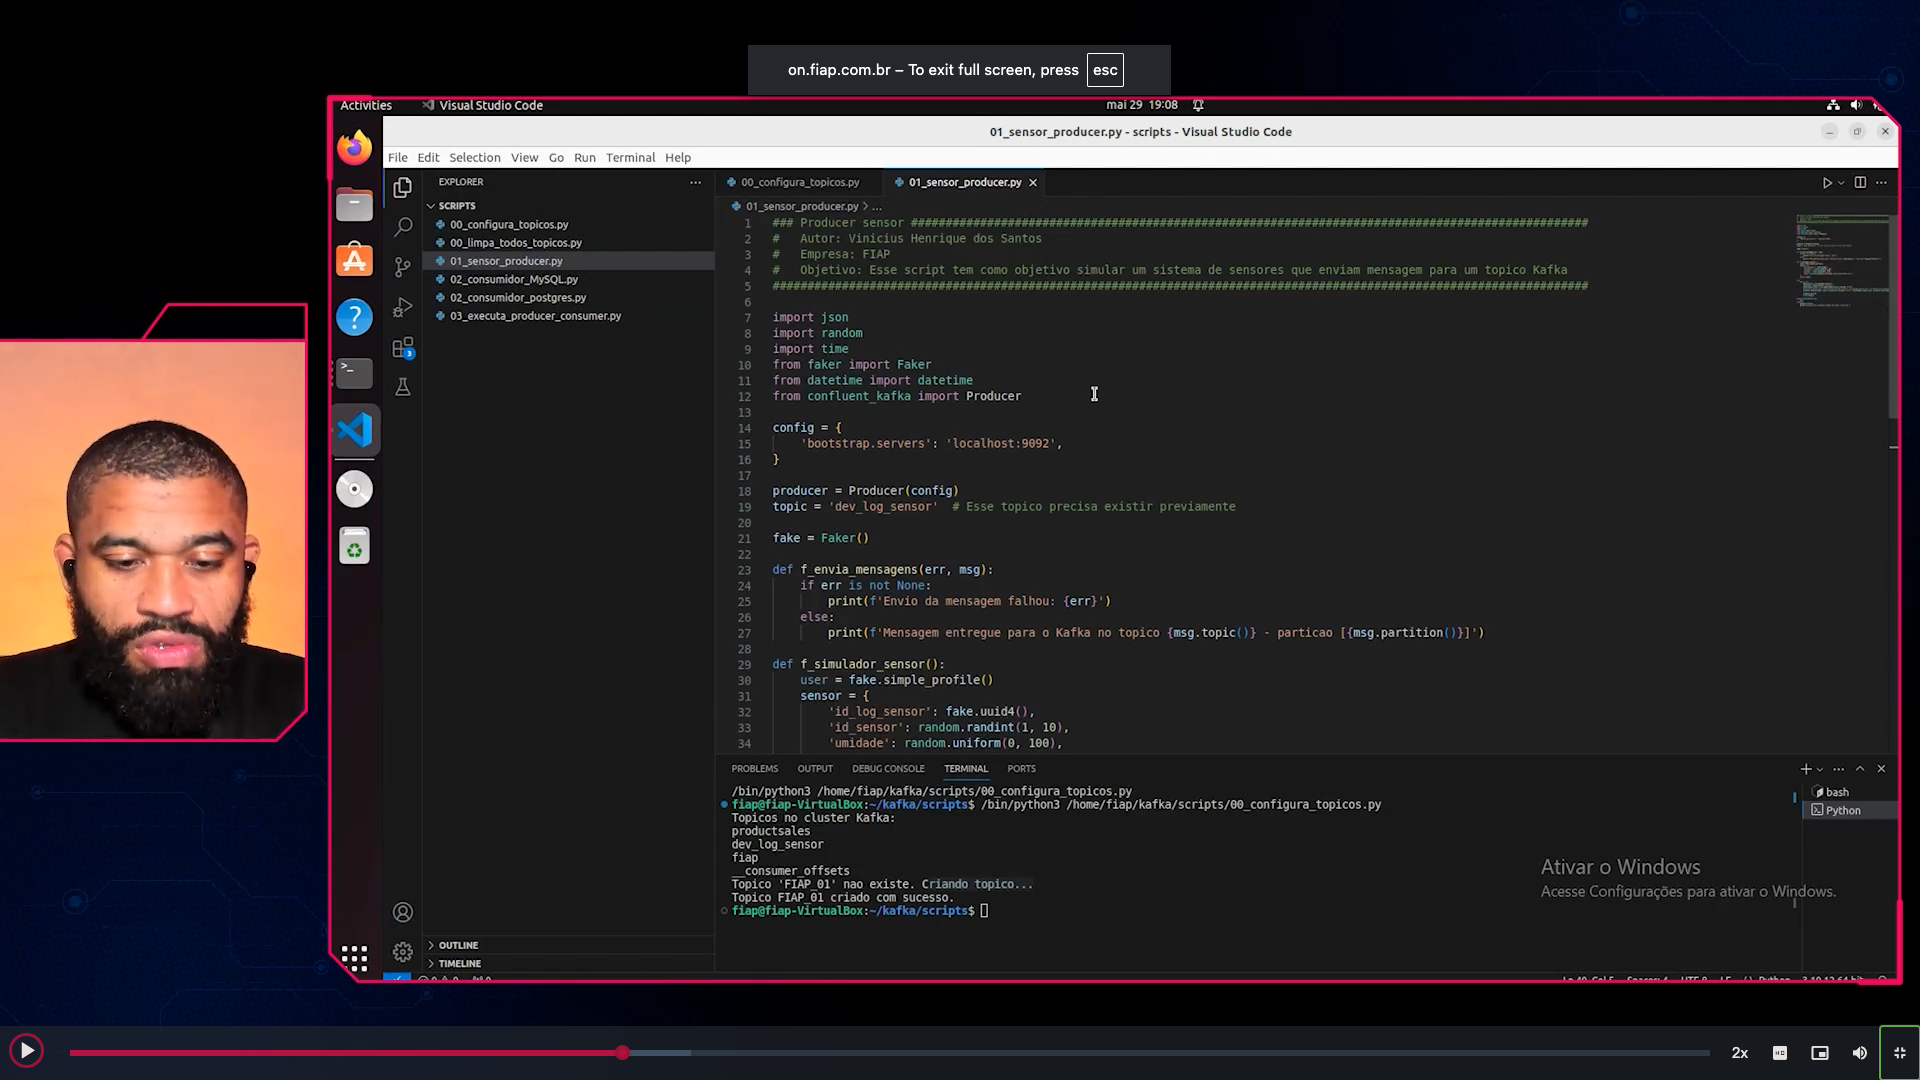 on.fiap.com.br – To exit full screen, press esc
Activities Visual Studio Code mai 29 19:08
01_sensor_producer.py - scripts - Visual Studio Code
File Edit Selection View Go Run Terminal Help
EXPLORER
SCRIPTS
00_configura_topicos.py
00_limpa_todos_topicos.py
01_sensor_producer.py
02_consumidor_MySQL.py
02_consumidor_postgres.py
03_executa_producer_consumer.py
3
OUTLINE
TIMELINE
00_configura_topicos.py 01_sensor_producer.py
01_sensor_producer.py > ...
1 ### Producer sensor ##################################################################################################
2 #   Autor: Vinicius Henrique dos Santos
3 #   Empresa: FIAP
4 #   Objetivo: Esse script tem como objetivo simular um sistema de sensores que enviam mensagem para um topico Kafka
5 ######################################################################################################################
6
7 import json
8 import random
9 import time
10 from faker import Faker
11 from datetime import datetime
12 from confluent_kafka import Producer
13
14 config = {
15     'bootstrap.servers': 'localhost:9092',
16 }
17
18 producer = Producer(config)
19 topic = 'dev_log_sensor'  # Esse topico precisa existir previamente
20
21 fake = Faker()
22
23 def f_envia_mensagens(err, msg):
24     if err is not None:
25         print(f'Envio da mensagem falhou: {err}')
26     else:
27         print(f'Mensagem entregue para o Kafka no topico {msg.topic()} - particao [{msg.partition()}]')
28
29 def f_simulador_sensor():
30     user = fake.simple_profile()
31     sensor = {
32         'id_log_sensor': fake.uuid4(),
33         'id_sensor': random.randint(1, 10),
34         'umidade': random.uniform(0, 100),
PROBLEMS OUTPUT DEBUG CONSOLE TERMINAL PORTS
/bin/python3 /home/fiap/kafka/scripts/00_configura_topicos.py
fiap@fiap-VirtualBox:~/kafka/scripts$ /bin/python3 /home/fiap/kafka/scripts/00_configura_topicos.py
Topicos no cluster Kafka:
productsales
dev_log_sensor
fiap
__consumer_offsets
Topico 'FIAP_01' nao existe. Criando topico...
Topico FIAP_01 criado com sucesso.
fiap@fiap-VirtualBox:~/kafka/scripts$
bash
Python
Ativar o Windows
Acesse Configurações para ativar o Windows.
2x